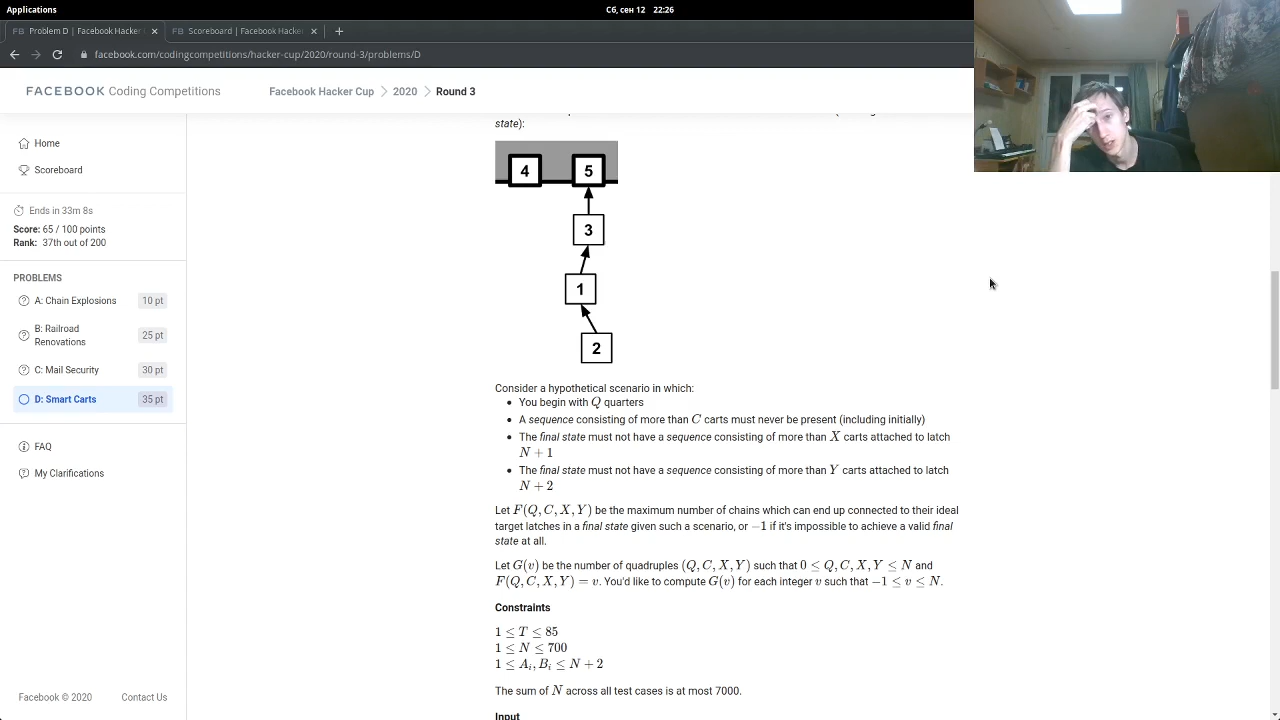 Applications
Сб, сен 12 22:26
Problem D | Facebook Hacker
Scoreboard | Facebook Hacke
facebook.com/codingcompetitions/hacker-cup/2020/round-3/problems/D
FACEBOOK Coding Competitions
Facebook Hacker Cup
2020
Round 3
Home
Scoreboard
Ends in 33m 8s
Score: 65 / 100 points
Rank: 37th out of 200
PROBLEMS
A: Chain Explosions 10 pt
B: Railroad Renovations 25 pt
C: Mail Security 30 pt
D: Smart Carts 35 pt
FAQ
My Clarifications
Facebook © 2020
Contact Us
state):
4 5
3
1
2
Consider a hypothetical scenario in which:
• You begin with Q quarters
• A sequence consisting of more than C carts must never be present (including initially)
• The final state must not have a sequence consisting of more than X carts attached to latch
N + 1
• The final state must not have a sequence consisting of more than Y carts attached to latch
N + 2
Let F(Q, C, X, Y) be the maximum number of chains which can end up connected to their ideal
target latches in a final state given such a scenario, or −1 if it's impossible to achieve a valid final
state at all.
Let G(v) be the number of quadruples (Q, C, X, Y) such that 0 ≤ Q, C, X, Y ≤ N and
F(Q, C, X, Y) = v. You'd like to compute G(v) for each integer v such that −1 ≤ v ≤ N.
Constraints
1 ≤ T ≤ 85
1 ≤ N ≤ 700
1 ≤ Aᵢ, Bᵢ ≤ N + 2
The sum of N across all test cases is at most 7000.
Input